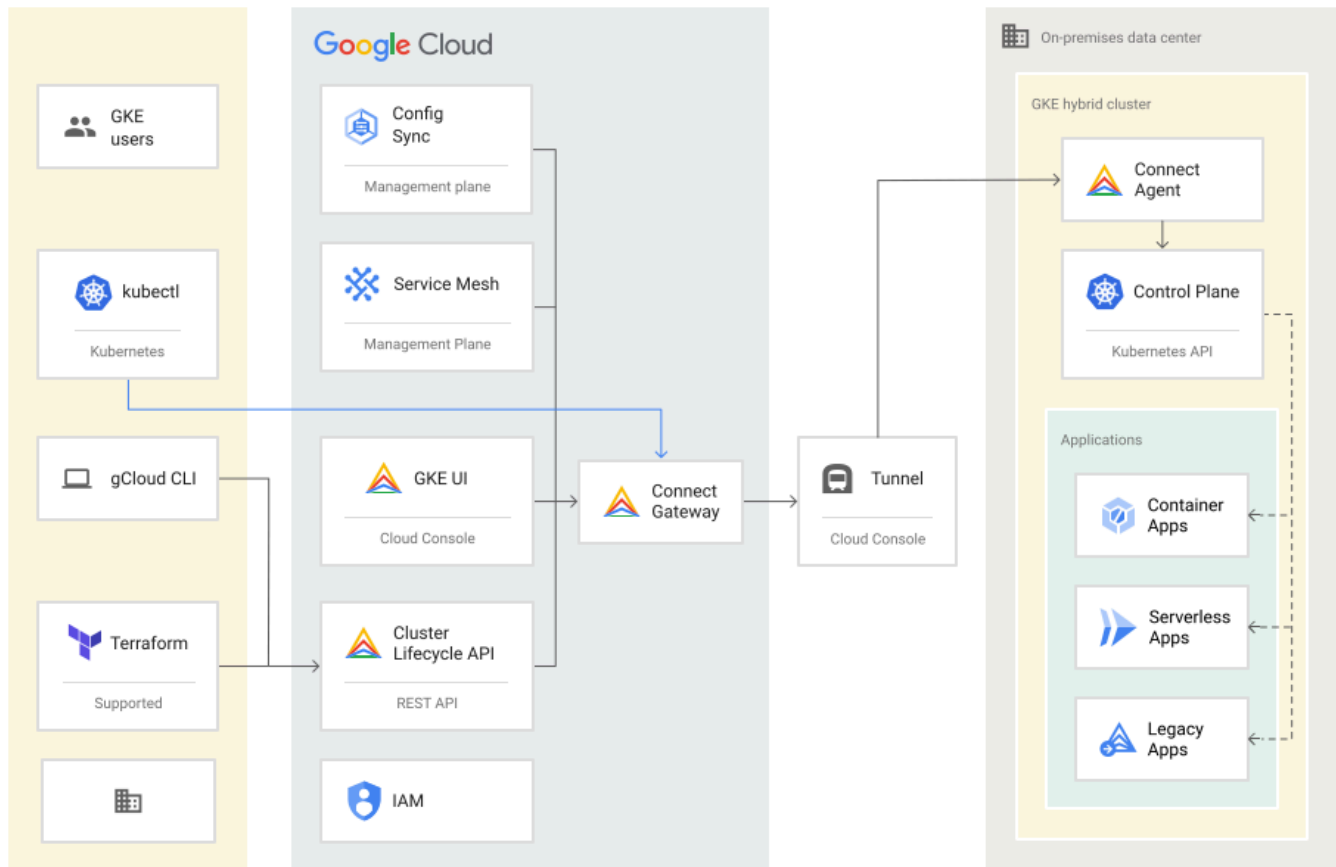 GKE
users
kubectl
Kubernetes
gCloud CLI
Terraform
Supported
Google Cloud
Config
Sync
Management plane
Service Mesh
Management Plane
GKE UI
Cloud Console
Cluster
Lifecycle API
REST API
IAM
Connect
Gateway
Tunnel
Cloud Console
On-premises data center
GKE hybrid cluster
Connect
Agent
Control Plane
Kubernetes API
Applications
Container
Apps
Serverless
Apps
Legacy
Apps